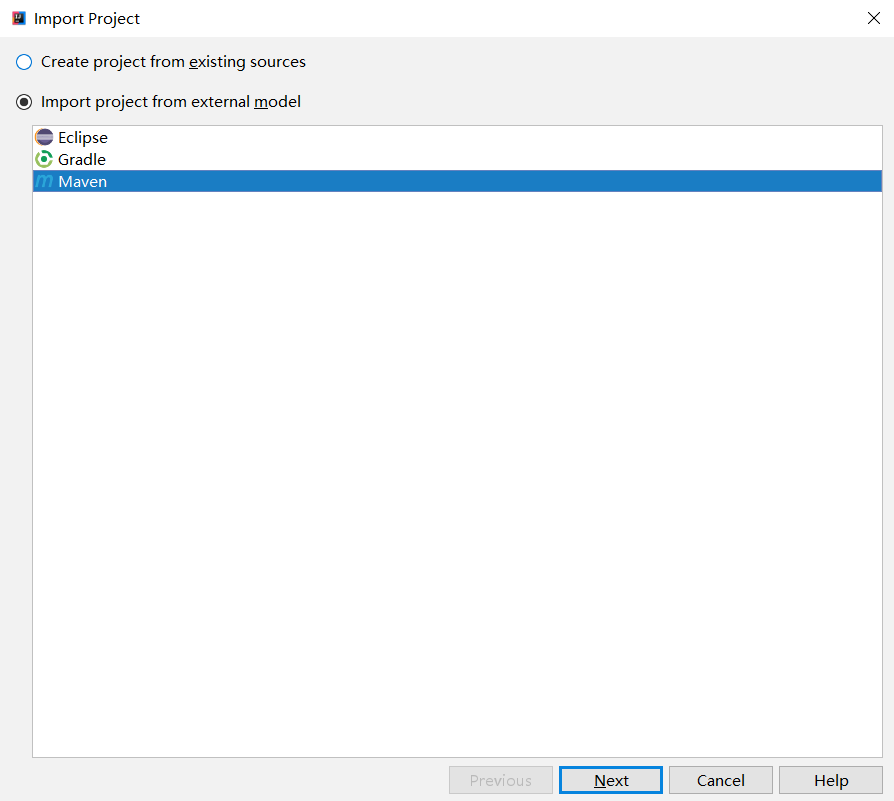 Import Project
Create project from existing sources
Import project from external model
Eclipse
Gradle
Maven
Previous Next Cancel Help